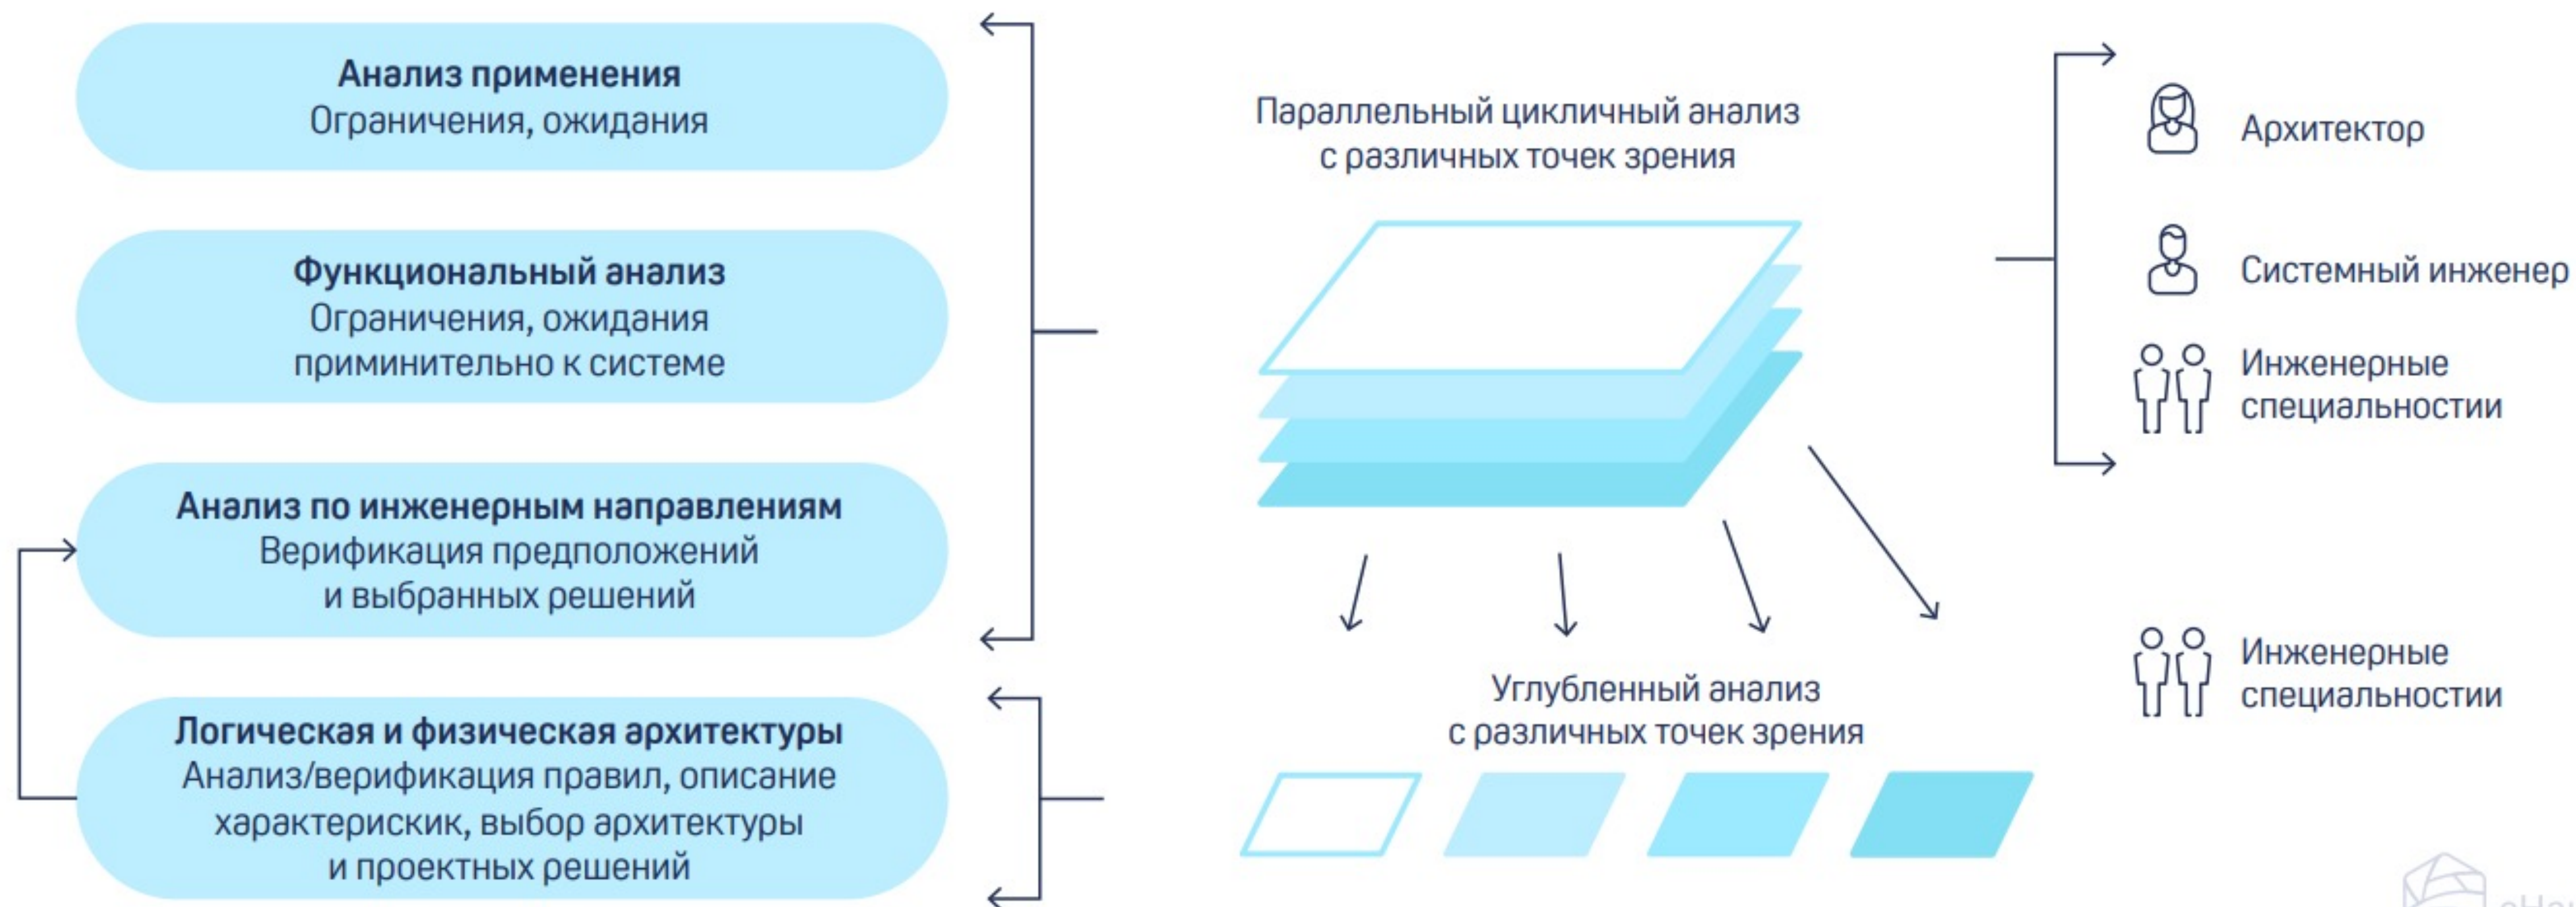 Анализ применения
Ограничения, ожидания
Функциональный анализ
Ограничения, ожидания
приминительно к системе
Анализ по инженерным направлениям
Верификация предположений
и выбранных решений
Логическая и физическая архитектуры
Анализ/верификация правил, описание
характерискик, выбор архитектуры
и проектных решений
Параллельный цикличный анализ
с различных точек зрения
Углубленный анализ
с различных точек зрения
Архитектор
Системный инженер
Инженерные
специальностии
Инженерные
специальностии